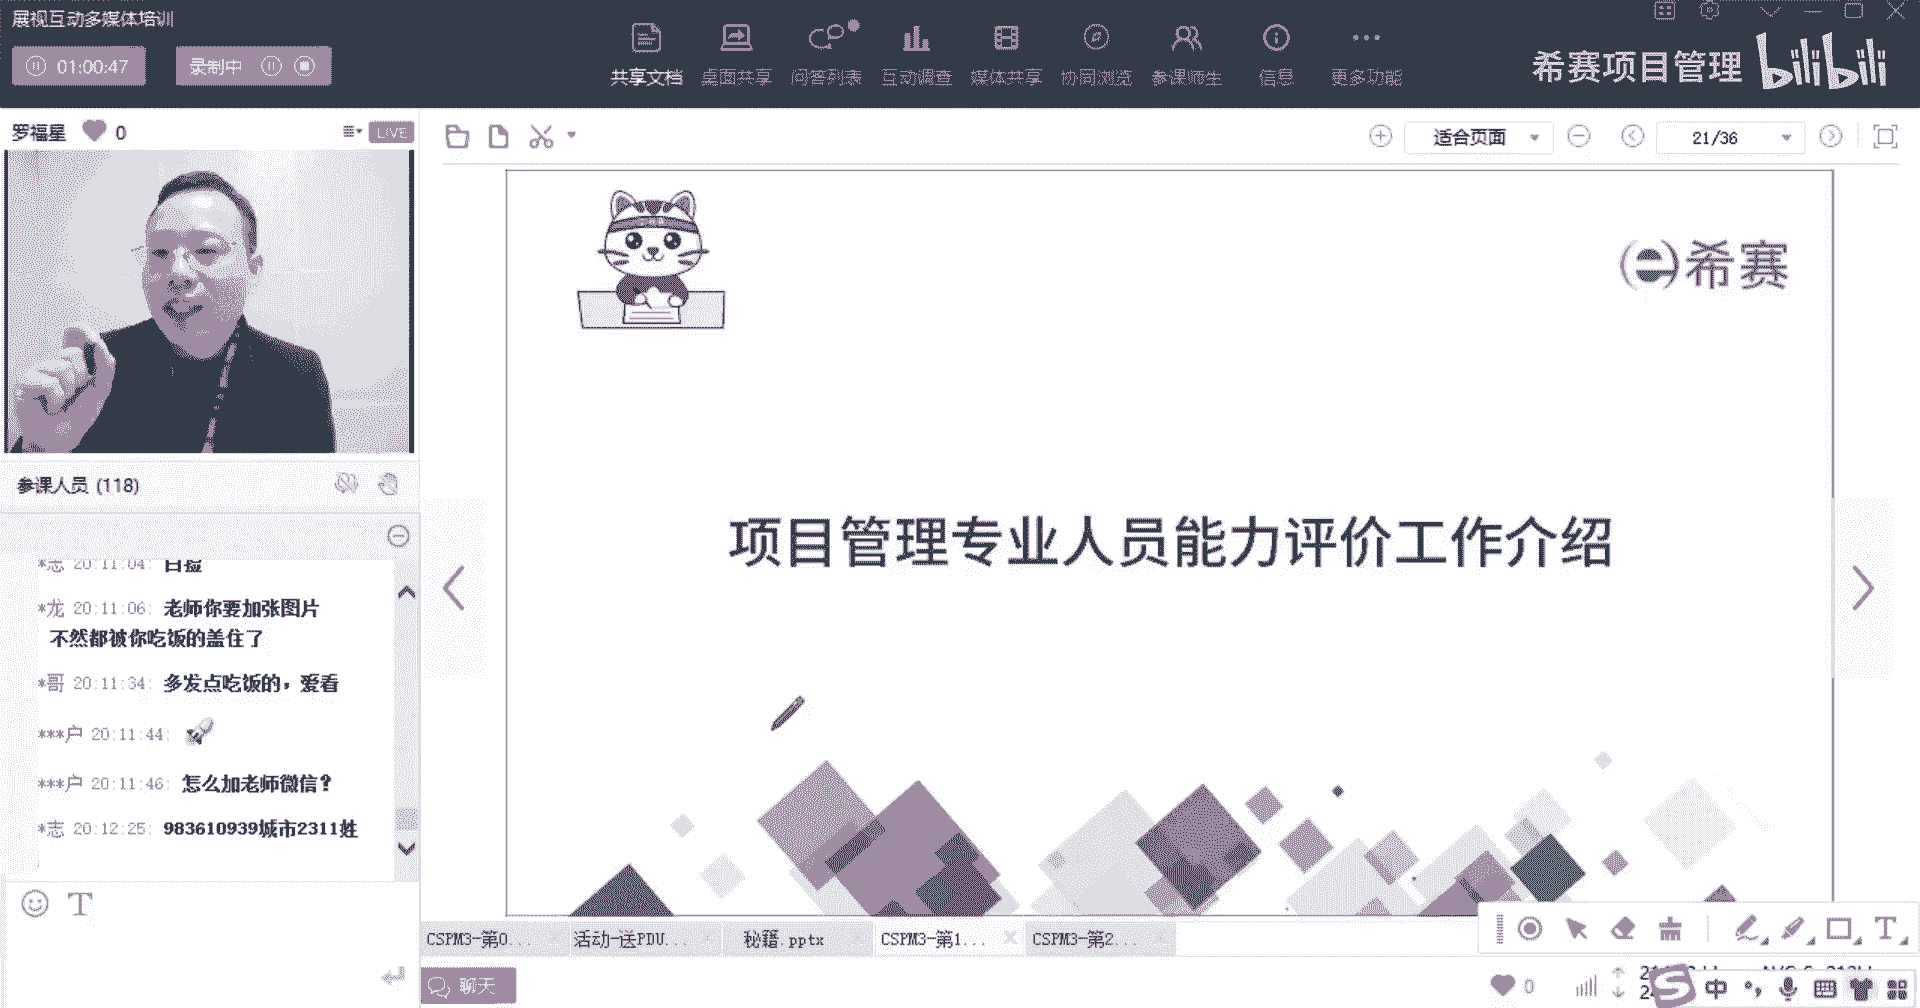 展视互动多媒体培训
01:00:47
录制中
共享文档 桌面共享 问答列表 互动调查 媒体共享 协同浏览 参课师生 信息 更多功能
希赛项目管理 bilibili
罗福星 0 LIVE
适合页面
21/36
希赛
参课人员 (118)
*志 20:11:04:
*龙 20:11:06: 老师你要加张图片
不然都被你吃饭的盖住了
*哥 20:11:34: 多发点吃饭的，爱看
***户 20:11:44:
***户 20:11:46: 怎么加老师微信？
*志 20:12:25: 983610939城市2311姓
项目管理专业人员能力评价工作介绍
CSPM3-第0... 活动-送PDU... 秘籍.pptx CSPM3-第1... CSPM3-第2...
聊天
0
中